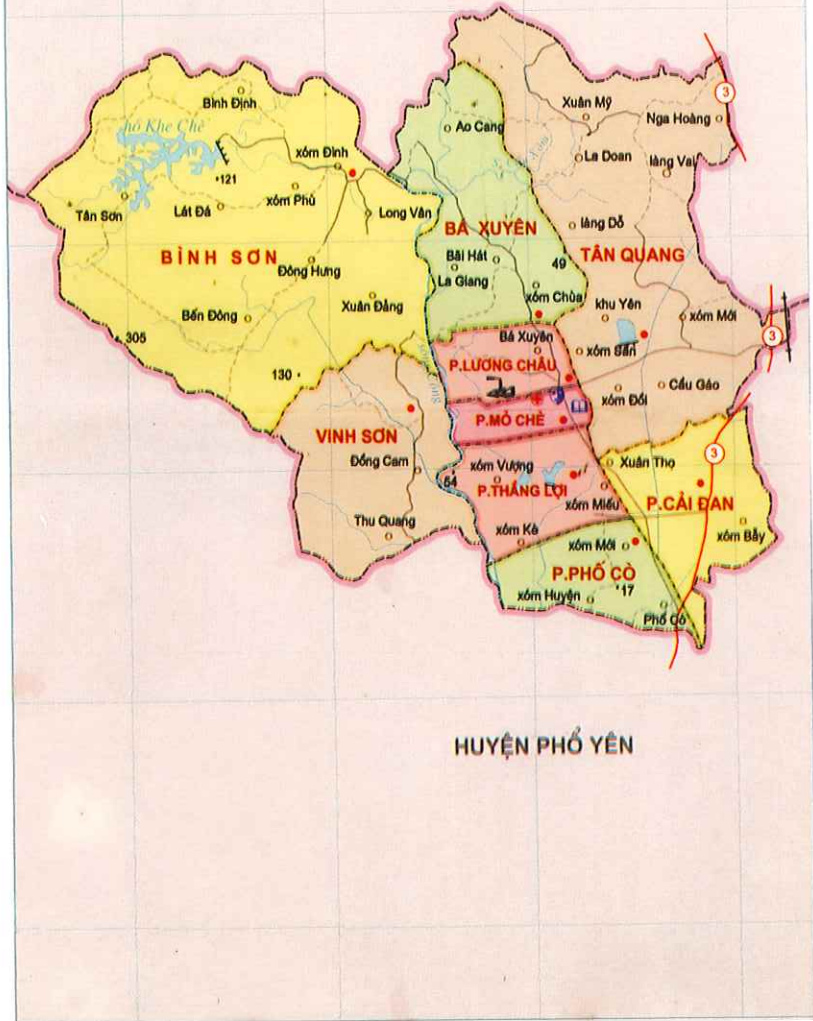 3
Bình Định
Xuân Mỹ
Nga Hoàng
hồ Khe Chè
Ao Cang
xóm Đình
La Doan
làng Vai
121
Tân Sơn
Lát Đá
xóm Phù
Long Vân
BÁ XUYÊN
làng Dỗ
BÌNH SƠN
Đông Hưng
Bãi Hát
La Giang
49
TÂN QUANG
xóm Chùa
Bến Đông
Xuân Đẳng
khu Yên
xóm Mới
305
Bá Xuyên
3
xóm Sắn
130
P.LƯƠNG CHÂU
xóm Đồi
Cầu Gáo
P.MỎ CHÈ
VINH SƠN
Đồng Cam
54
xóm Vượng
P.THẮNG LỢI
Xuân Thọ
3
xóm Miếu
P.CẢI ĐAN
Thu Quang
xóm Kè
xóm Mới
xóm Bẫy
P.PHỐ CÒ
xóm Huyện
17
Phố Cò
HUYỆN PHỔ YÊN